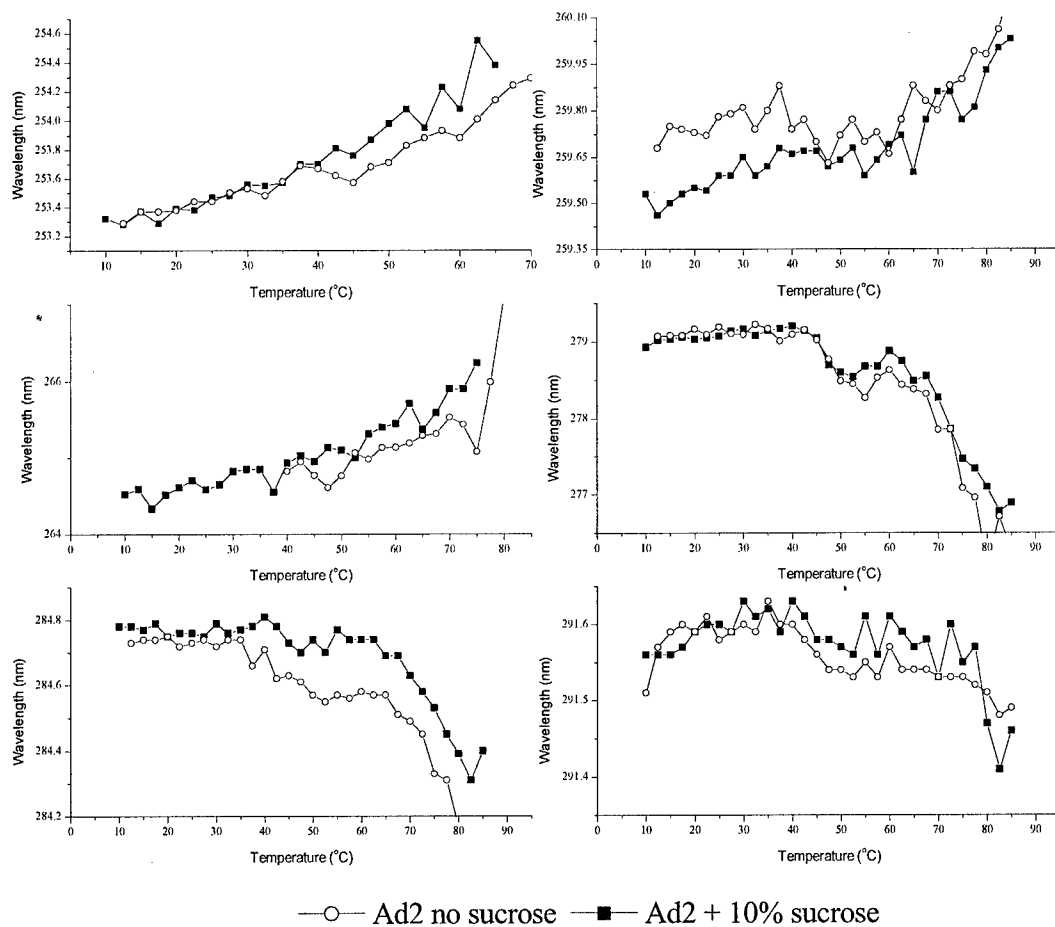 254.6
254.4
254.2
254.0
253.8
253.6
253.4
253.2
Wavelength (nm)
10 20 30 40 50 60 70
Temperature (°C)
260.10
259.95
259.80
259.65
259.50
259.35
Wavelength (nm)
0 10 20 30 40 50 60 70 80 90
Temperature (°C)
266
264
Wavelength (nm)
0 10 20 30 40 50 60 70 80
Temperature (°C)
279
278
277
Wavelength (nm)
0 10 20 30 40 50 60 70 80 90
Temperature (°C)
284.8
284.6
284.4
284.2
Wavelength (nm)
0 10 20 30 40 50 60 70 80 90
Temperature (°C)
291.6
291.5
291.4
Wavelength (nm)
0 10 20 30 40 50 60 70 80 90
Temperature (°C)
Ad2 no sucrose
Ad2 + 10% sucrose